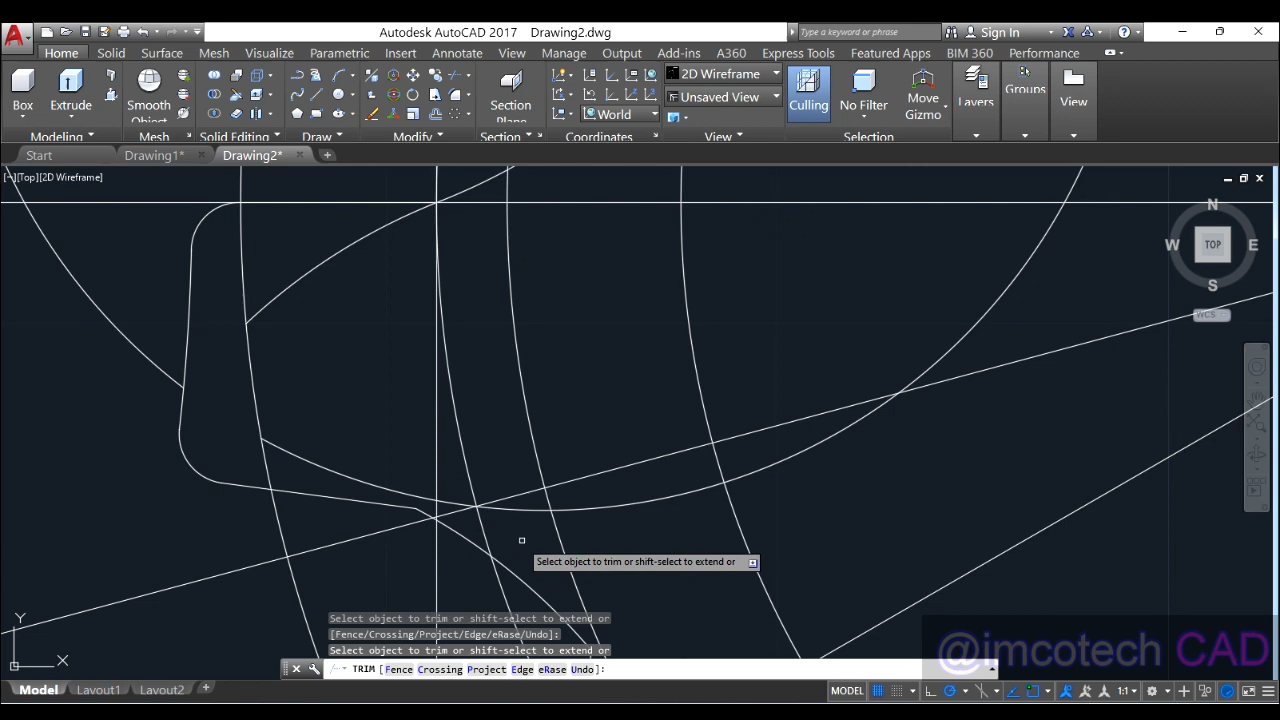 Autodesk AutoCAD 2017 Drawing2.dwg
Type a keyword or phrase
Sign In
Home Solid Surface Mesh Visualize Parametric Insert Annotate View Manage Output Add-ins A360 Express Tools Featured Apps BIM 360 Performance
Box
Extrude
Smooth
Object
Section
Plane
World
2D Wireframe
Unsaved View
Culling
No Filter
Move
Gizmo
Layers
Groups
View
Modeling
Mesh
Solid Editing
Draw
Modify
Section
Coordinates
View
Selection
Start Drawing1* Drawing2*
[−][Top][2D Wireframe]
N
W TOP E
S
WCS
Select object to trim or shift-select to extend or
Select object to trim or shift-select to extend or
[Fence/Crossing/Project/Edge/eRase/Undo]:
Select object to trim or shift-select to extend or
TRIM [Fence Crossing Project Edge eRase Undo]:
Y
X
@imcotech CAD
Model Layout1 Layout2
MODEL
1:1